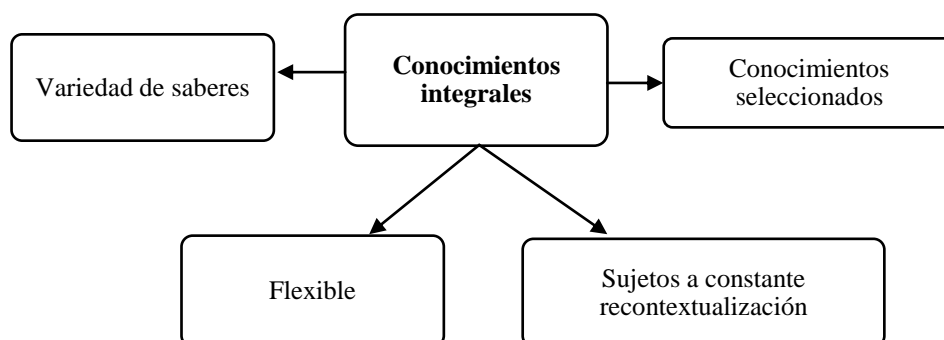 Variedad de saberes
Conocimientos
integrales
Conocimientos
seleccionados
Flexible
Sujetos a constante
recontextualización